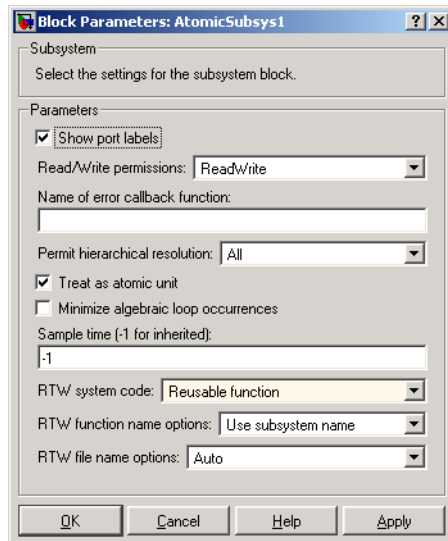 Block Parameters: AtomicSubsys1
Subsystem
Select the settings for the subsystem block.
Parameters
Show port labels
Read/Write permissions: ReadWrite
Name of error callback function:
Permit hierarchical resolution: All
Treat as atomic unit
Minimize algebraic loop occurrences
Sample time (-1 for inherited):
-1
RTW system code: Reusable function
RTW function name options: Use subsystem name
RTW file name options: Auto
OK Cancel Help Apply